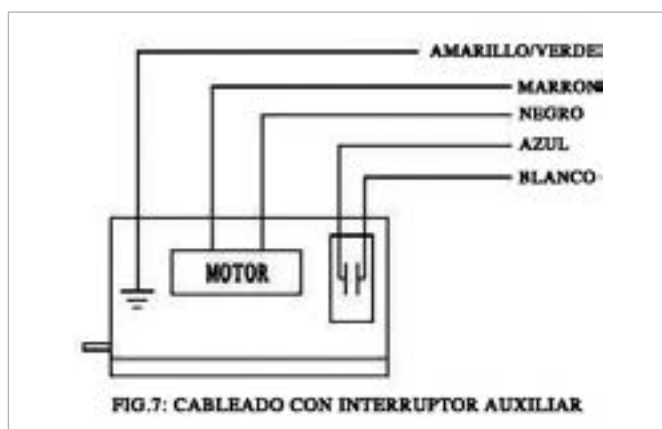 AMARILLO/VERDE
MARRON
NEGRO
AZUL
BLANCO
MOTOR
FIG.7: CABLEADO CON INTERRUPTOR AUXILIAR